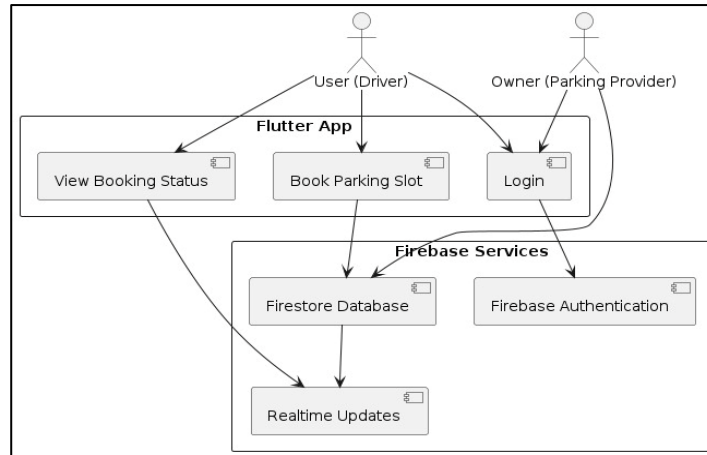 User (Driver)
Owner (Parking Provider)
Flutter App
View Booking Status
Book Parking Slot
Login
Firebase Services
Firestore Database
Firebase Authentication
Realtime Updates